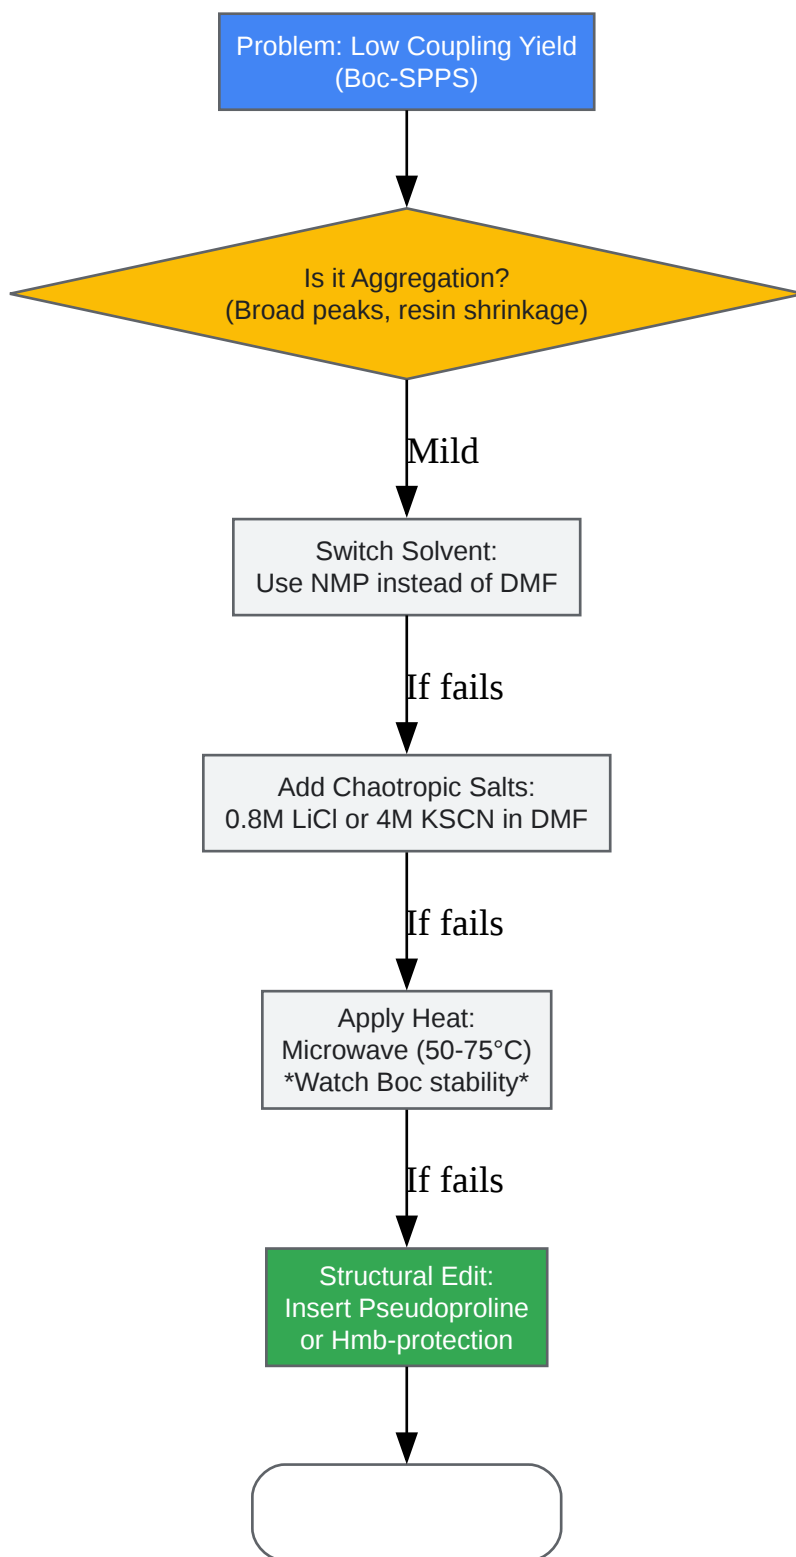 Problem: Low Coupling Yield
(Boc-SPPS)
Is it Aggregation?
(Broad peaks, resin shrinkage)
Mild
Switch Solvent:
Use NMP instead of DMF
If fails
Add Chaotropic Salts:
0.8M LiCl or 4M KSCN in DMF
If fails
Apply Heat:
Microwave (50-75°C)
*Watch Boc stability*
If fails
Structural Edit:
Insert Pseudoproline
or Hmb-protection